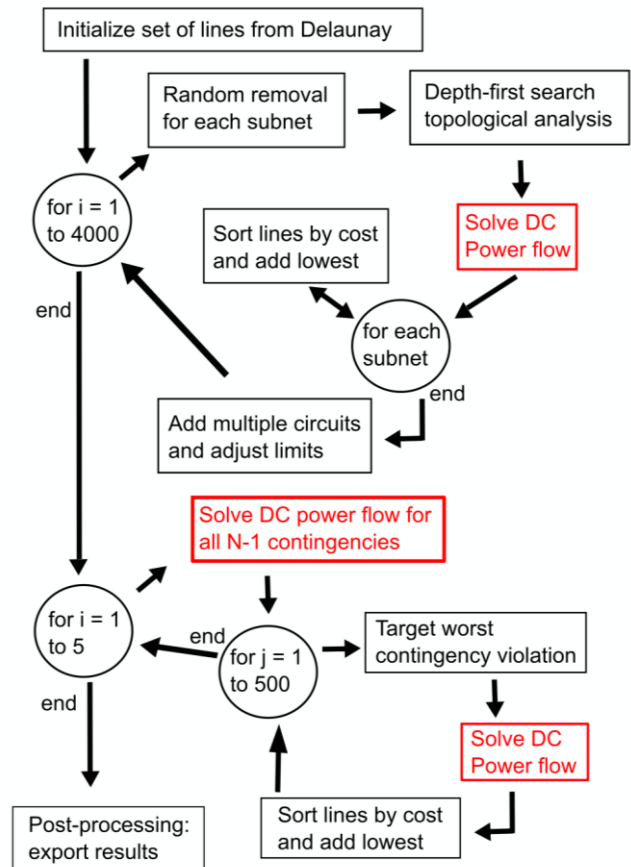 Initialize set of lines from Delaunay
Random removal
for each subnet
Depth-first search
topological analysis
for i = 1
to 4000
Sort lines by cost
and add lowest
Solve DC
Power flow
end
for each
subnet
end
Add multiple circuits
and adjust limits
Solve DC power flow for
all N-1 contingencies
for i = 1
to 5
end
for j = 1
to 500
Target worst
contingency violation
end
Solve DC
Power flow
Post-processing:
export results
Sort lines by cost
and add lowest